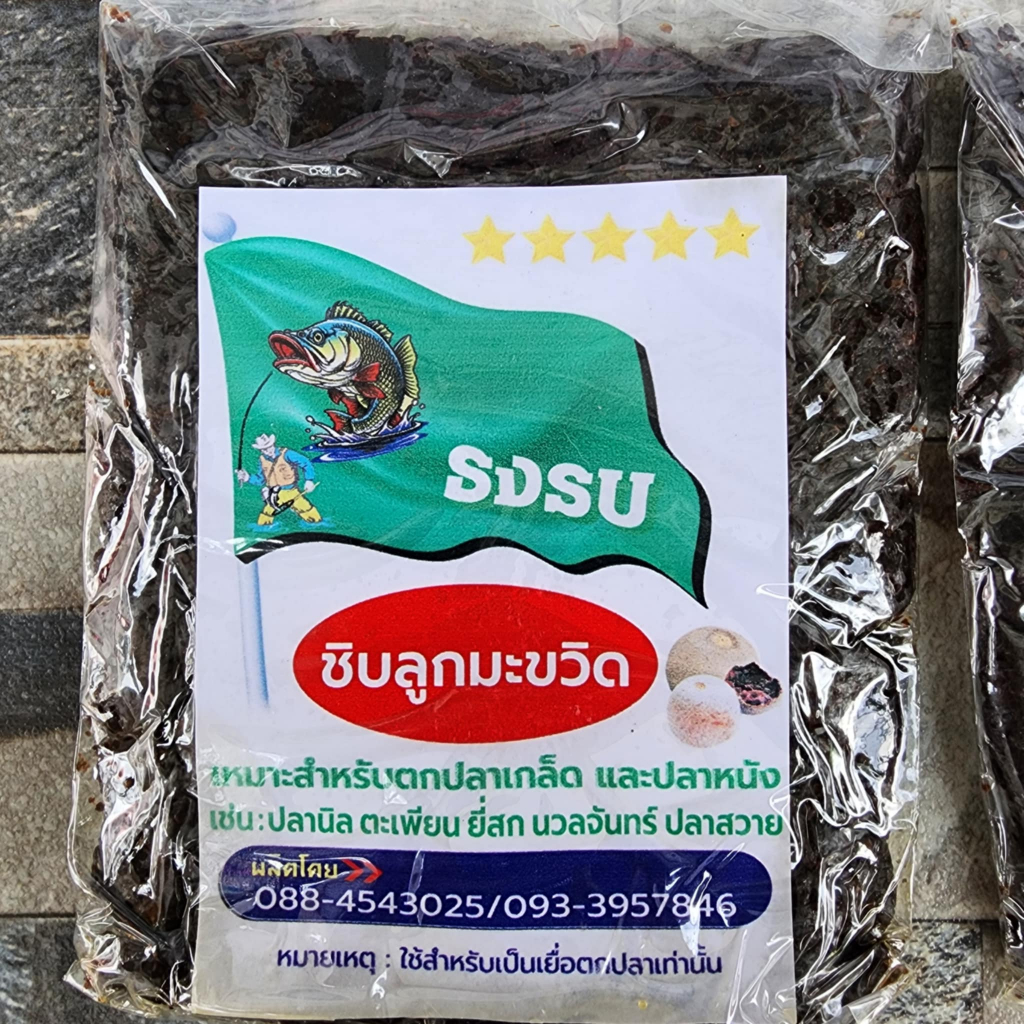 ธงรบ
ชิบลูกมะขวิด
เหมาะสำหรับตกปลาเกล็ด และปลาหนัง
เช่น : ปลานิล ตะเพียน ยี่สก นวลจันทร์ ปลาสวาย
ผลิตโดย
088-4543025/093-3957846
หมายเหตุ : ใช้สำหรับเป็นเยื่อตกปลาเท่านั้น